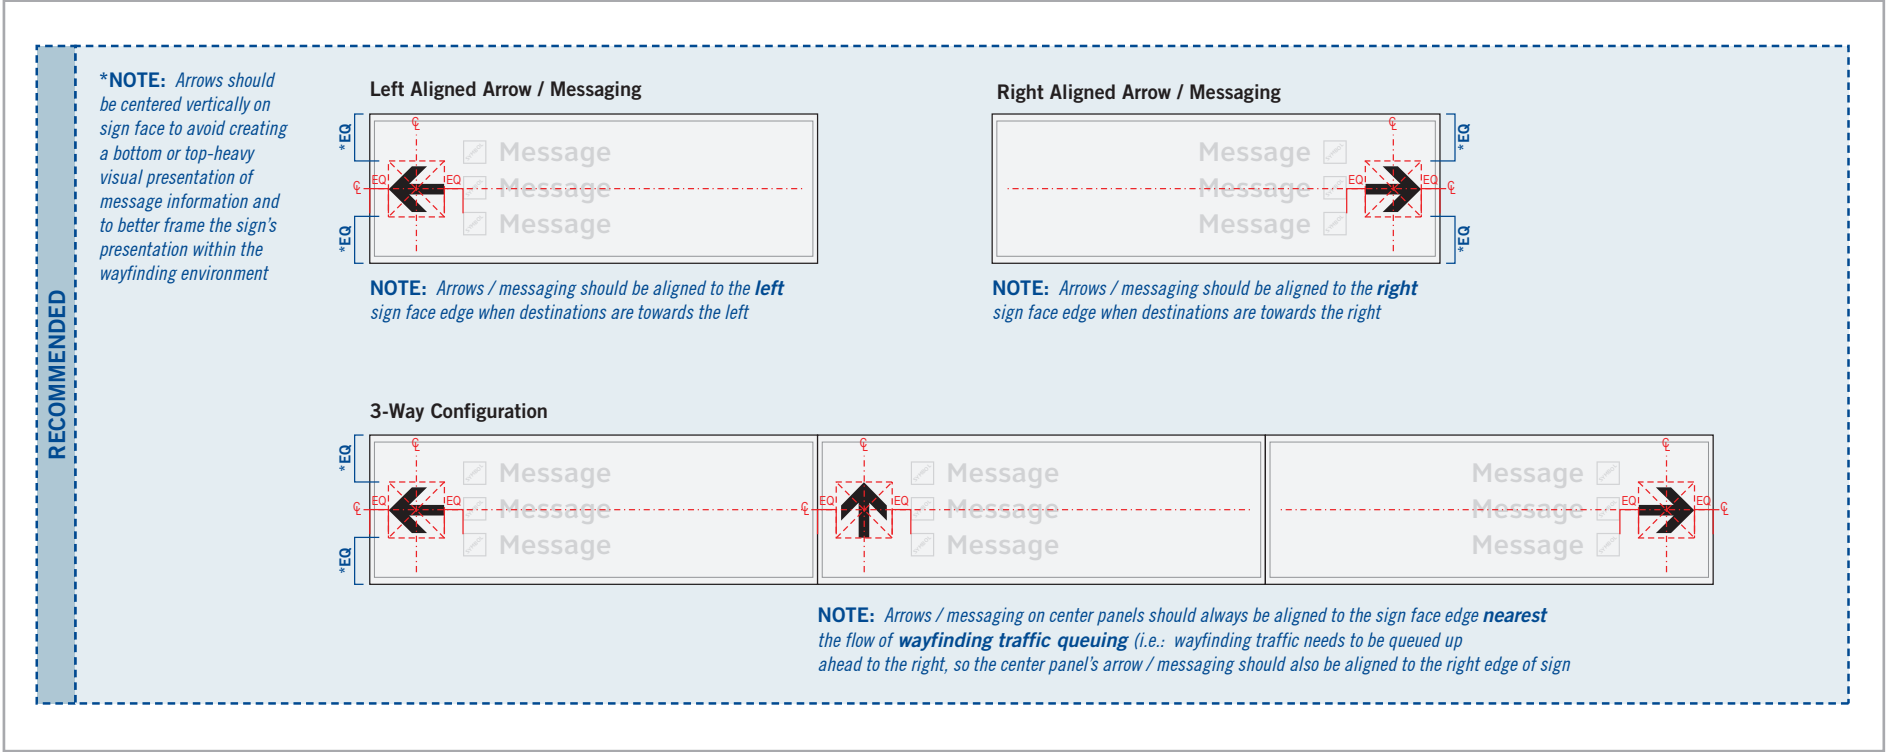 RECOMMENDED
*NOTE: Arrows should
be centered vertically on
sign face to avoid creating
a bottom or top-heavy
visual presentation of
message information and
to better frame the sign's
presentation within the
wayfinding environment
Left Aligned Arrow / Messaging
*EQ
℄
Message
℄ EQ EQ Message
Message
*EQ
NOTE: Arrows / messaging should be aligned to the left
sign face edge when destinations are towards the left
Right Aligned Arrow / Messaging
℄
*EQ
Message
Message EQ EQ ℄
Message
*EQ
NOTE: Arrows / messaging should be aligned to the right
sign face edge when destinations are towards the right
3-Way Configuration
*EQ
℄
Message
℄ EQ EQ Message
Message
*EQ
℄
Message
℄ EQ EQ Message
Message
℄
Message
Message EQ EQ ℄
Message
NOTE: Arrows / messaging on center panels should always be aligned to the sign face edge nearest
the flow of wayfinding traffic queuing (i.e.: wayfinding traffic needs to be queued up
ahead to the right, so the center panel's arrow / messaging should also be aligned to the right edge of sign